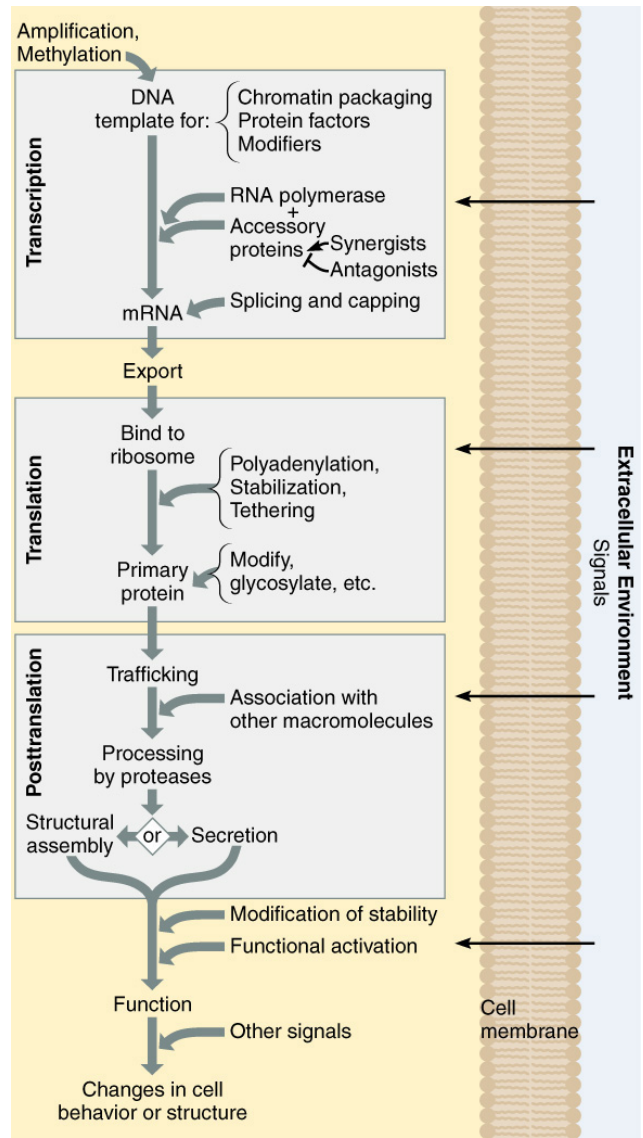 Amplification,
Methylation
Transcription
DNA
template for:
Chromatin packaging
Protein factors
Modifiers
RNA polymerase
+
Accessory
proteins
Synergists
Antagonists
mRNA
Splicing and capping
Export
Translation
Bind to
ribosome
Polyadenylation,
Stabilization,
Tethering
Primary
protein
Modify,
glycosylate, etc.
Posttranslation
Trafficking
Association with
other macromolecules
Processing
by proteases
Structural
assembly
or
Secretion
Modification of stability
Functional activation
Function
Other signals
Changes in cell
behavior or structure
Cell
membrane
Extracellular Environment
Signals